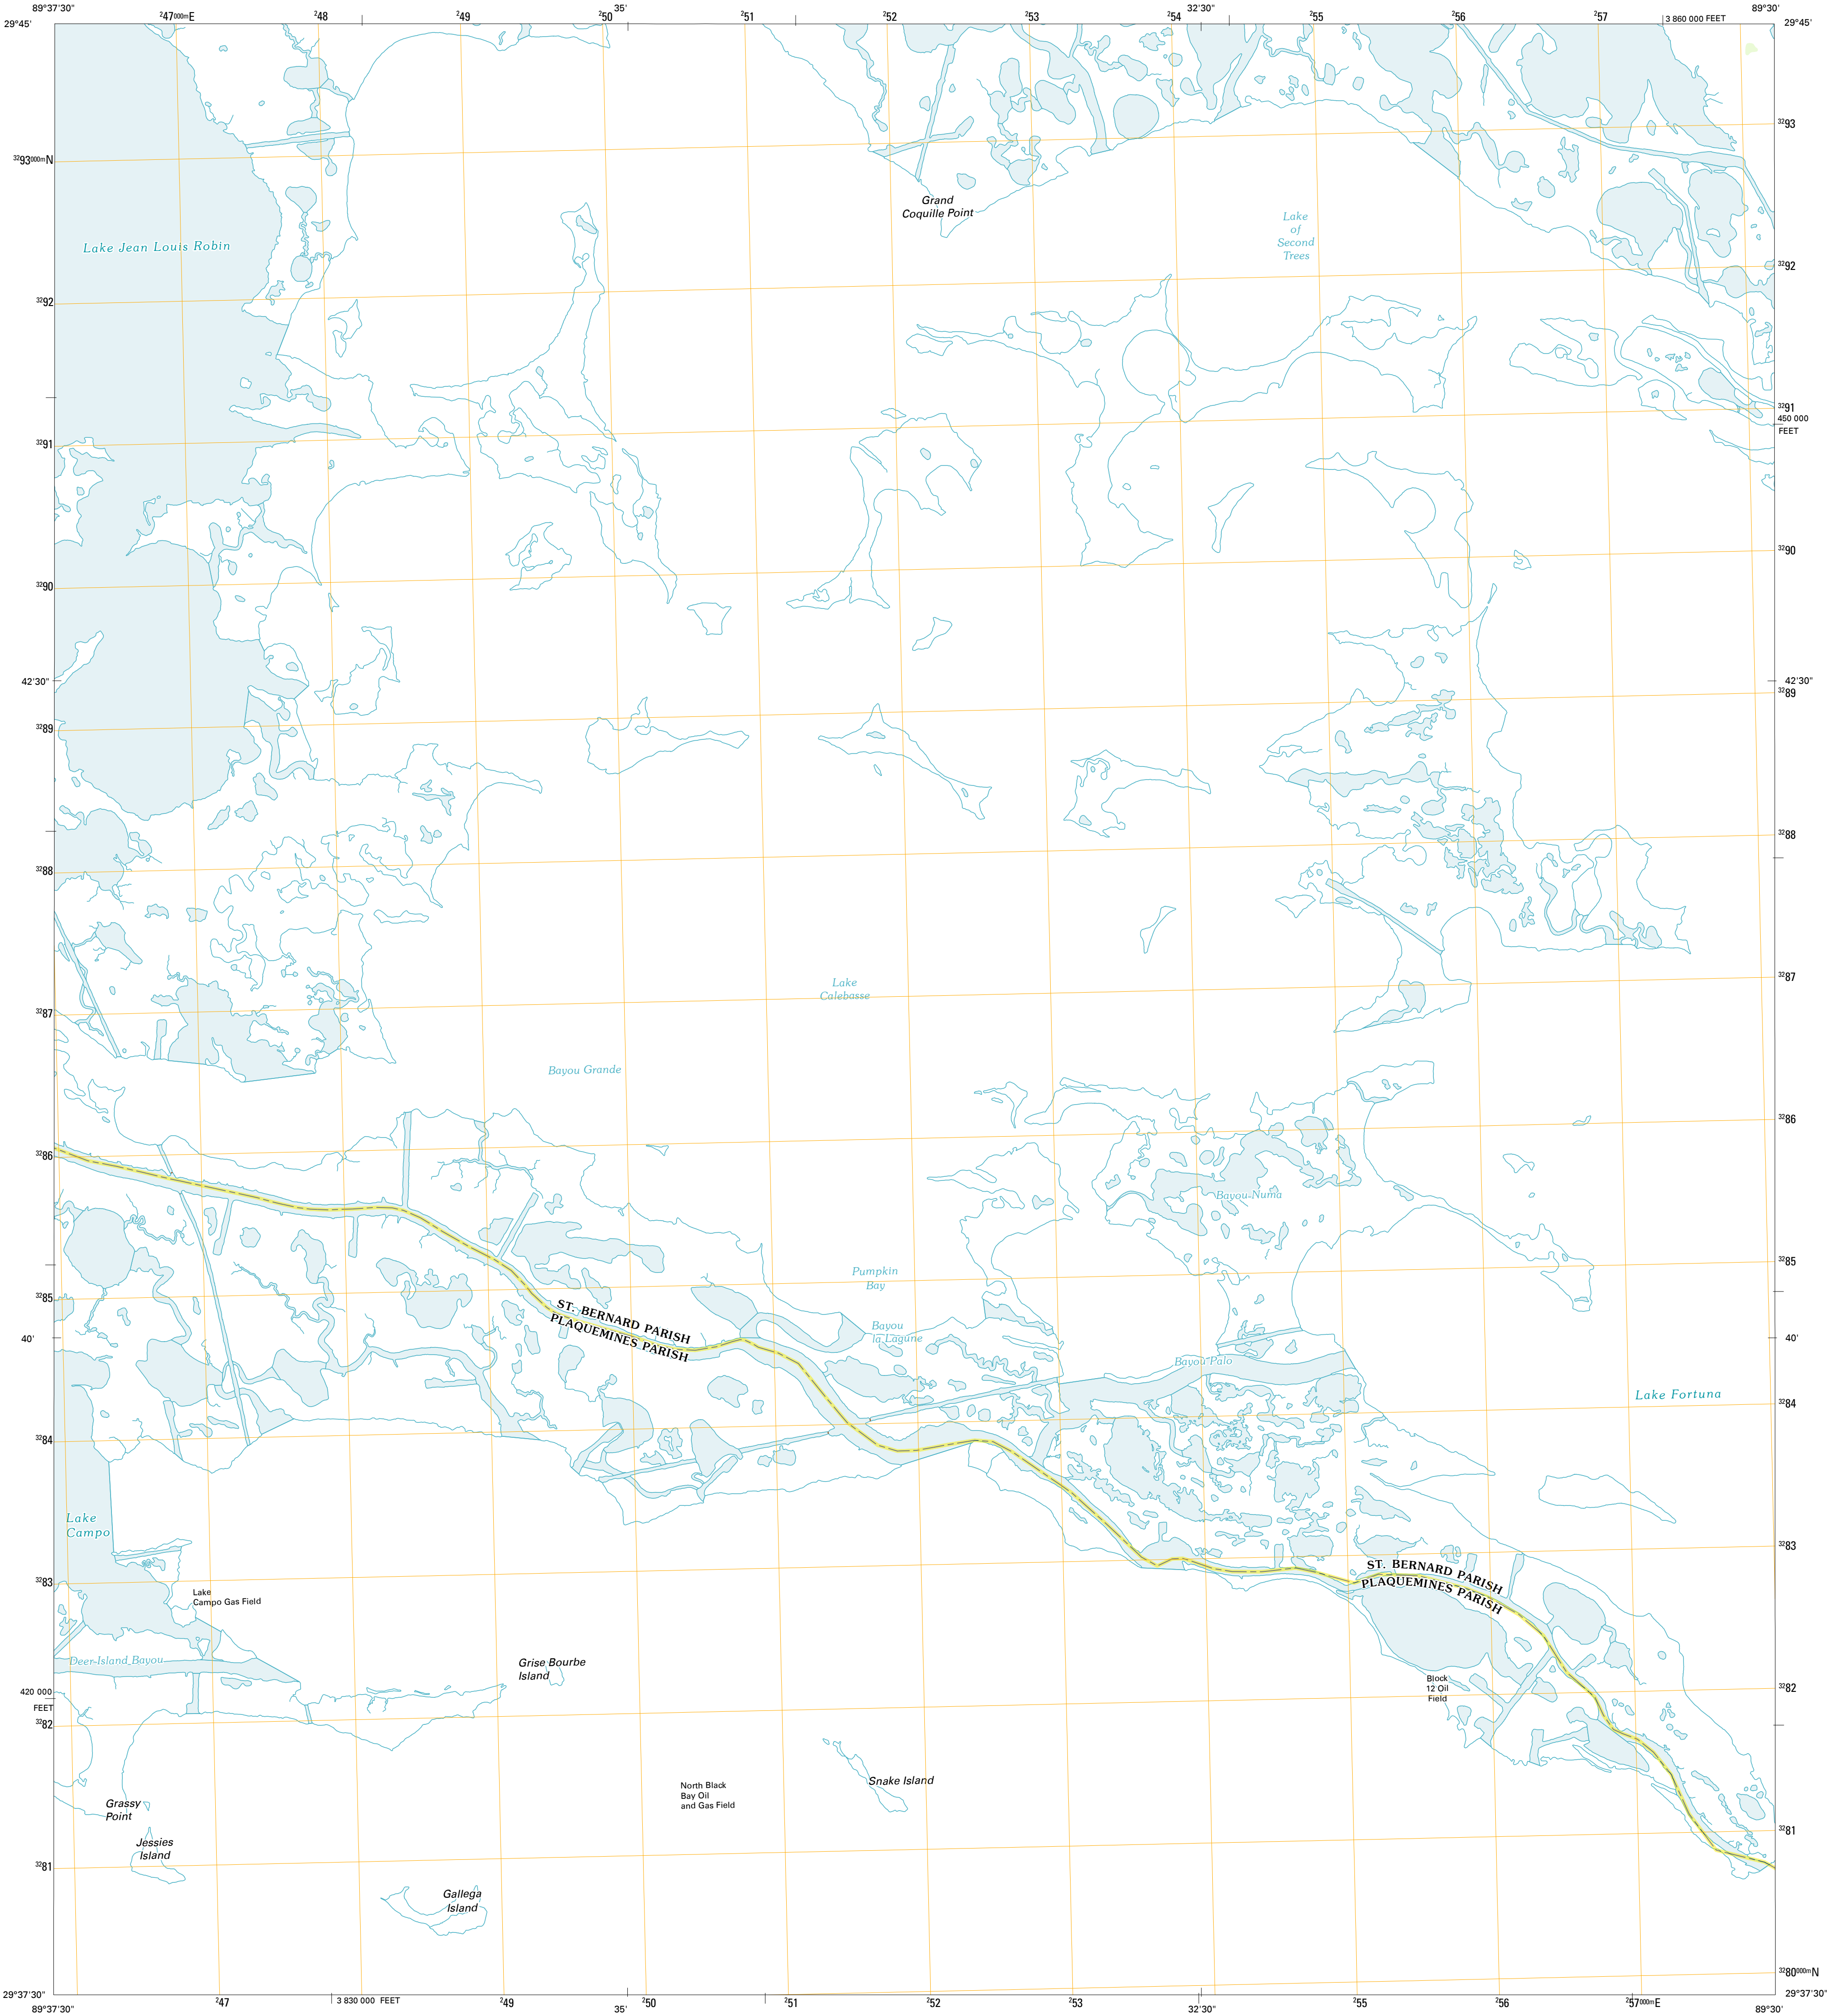 89°37'30" ²47⁰⁰⁰ᵐE ²48 ²49 ²50 35' ²51 ²52 ²53 ²54 32'30" ²55 ²56 ²57 3 860 000 FEET 89°30'
29°45' 29°45'
³²93
³²93⁰⁰⁰ᵐN
Grand
Coquille Point
Lake
of
Second
Trees
Lake Jean Louis Robin
³²92
³²92
³²91
450 000
FEET
³²91
³²90
³²90
42'30" 42'30"
³²89
³²89
³²88
³²88
³²87
Lake
Calebasse
³²87
Bayou Grande
³²86
³²86
Bayou Numa
³²85
Pumpkin
Bay
³²85
ST. BERNARD PARISH
PLAQUEMINES PARISH
Bayou
la Lagune
40' 40'
Bayou Palo
Lake Fortuna
³²84
³²84
Lake
Campo
³²83
ST. BERNARD PARISH
PLAQUEMINES PARISH
³²83
Lake
Campo Gas Field
Deer Island Bayou
Grise Bourbe
Island
Block
12 Oil
Field
³²82
420 000
FEET
³²82
Snake Island
North Black
Bay Oil
and Gas Field
Grassy
Point
³²81
Jessies
Island
³²81
Gallega
Island
³²80⁰⁰⁰ᵐN
29°37'30" 29°37'30"
89°37'30" ²47 3 830 000 FEET ²49 35' ²50 ²51 ²52 ²53 32'30" ²55 ²56 ²57⁰⁰⁰ᵐE 89°30'